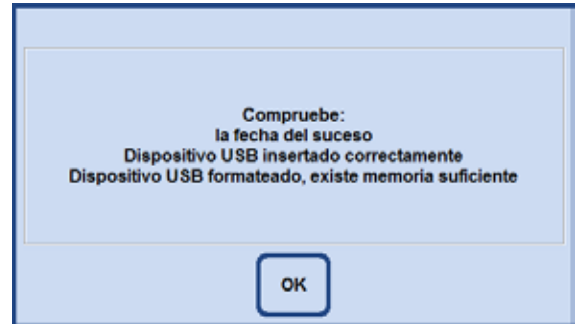 Compruebe:
la fecha del suceso
Dispositivo USB insertado correctamente
Dispositivo USB formateado, existe memoria suficiente
OK